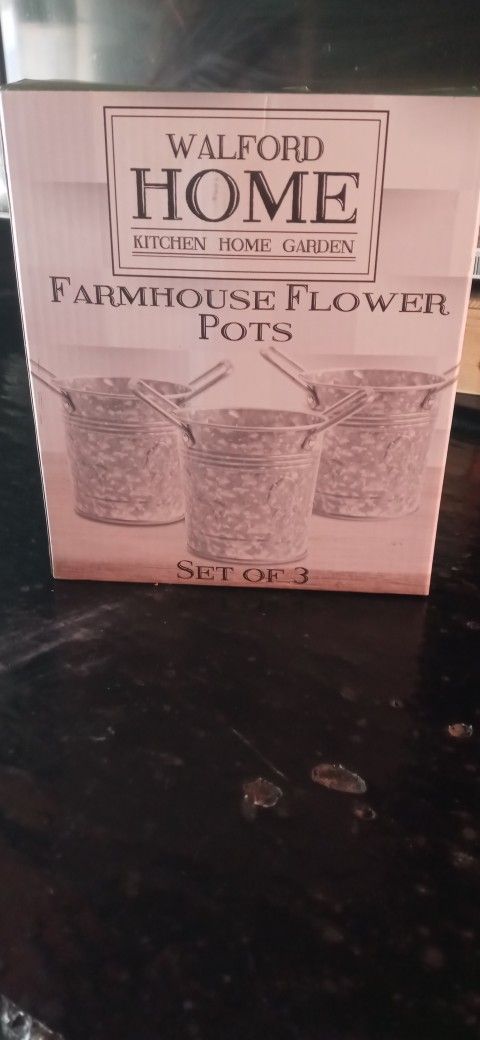 WALFORD
HOME
KITCHEN HOME GARDEN
FARMHOUSE FLOWER
POTS
SET OF 3